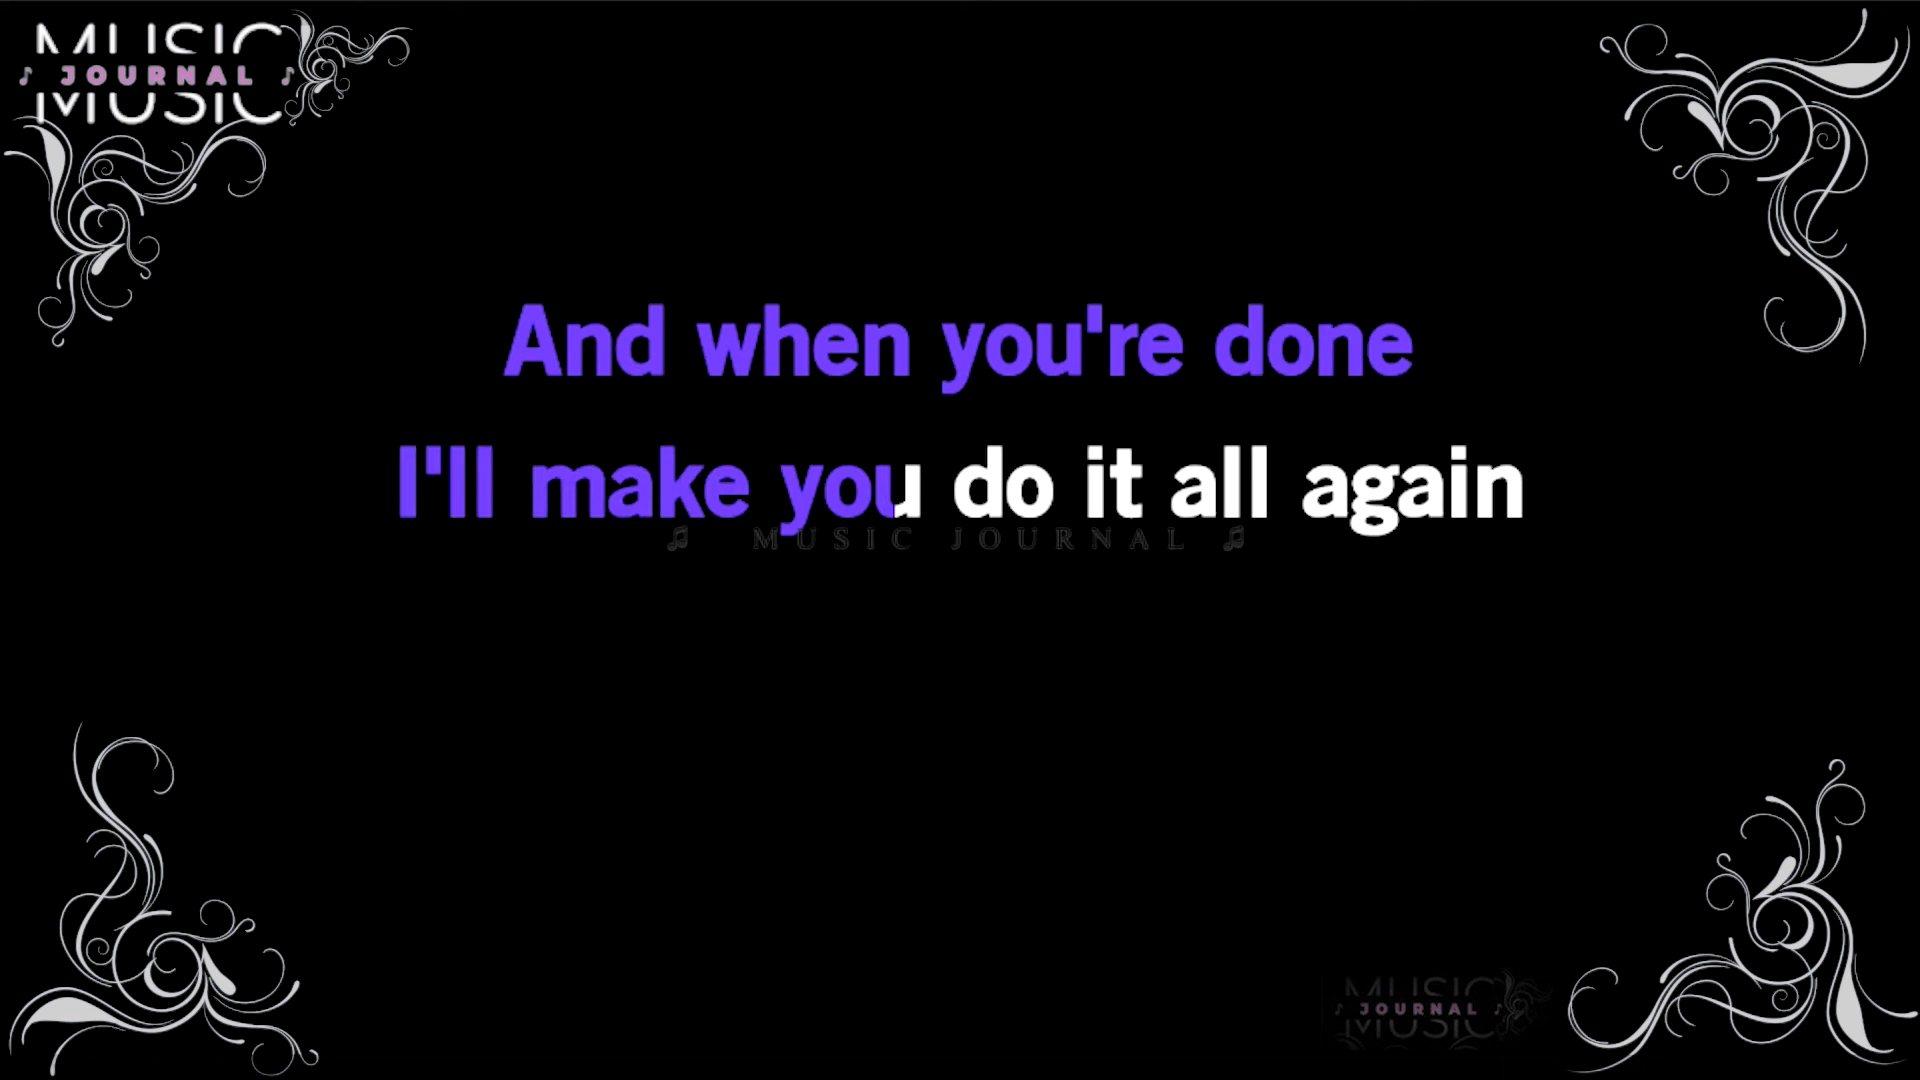 MUSIC
♪ JOURNAL ♪
MUSIC
And when you're done
I'll make you do it all again
♫ MUSIC JOURNAL ♫
MUSIC
♪ JOURNAL ♪
MUSIC